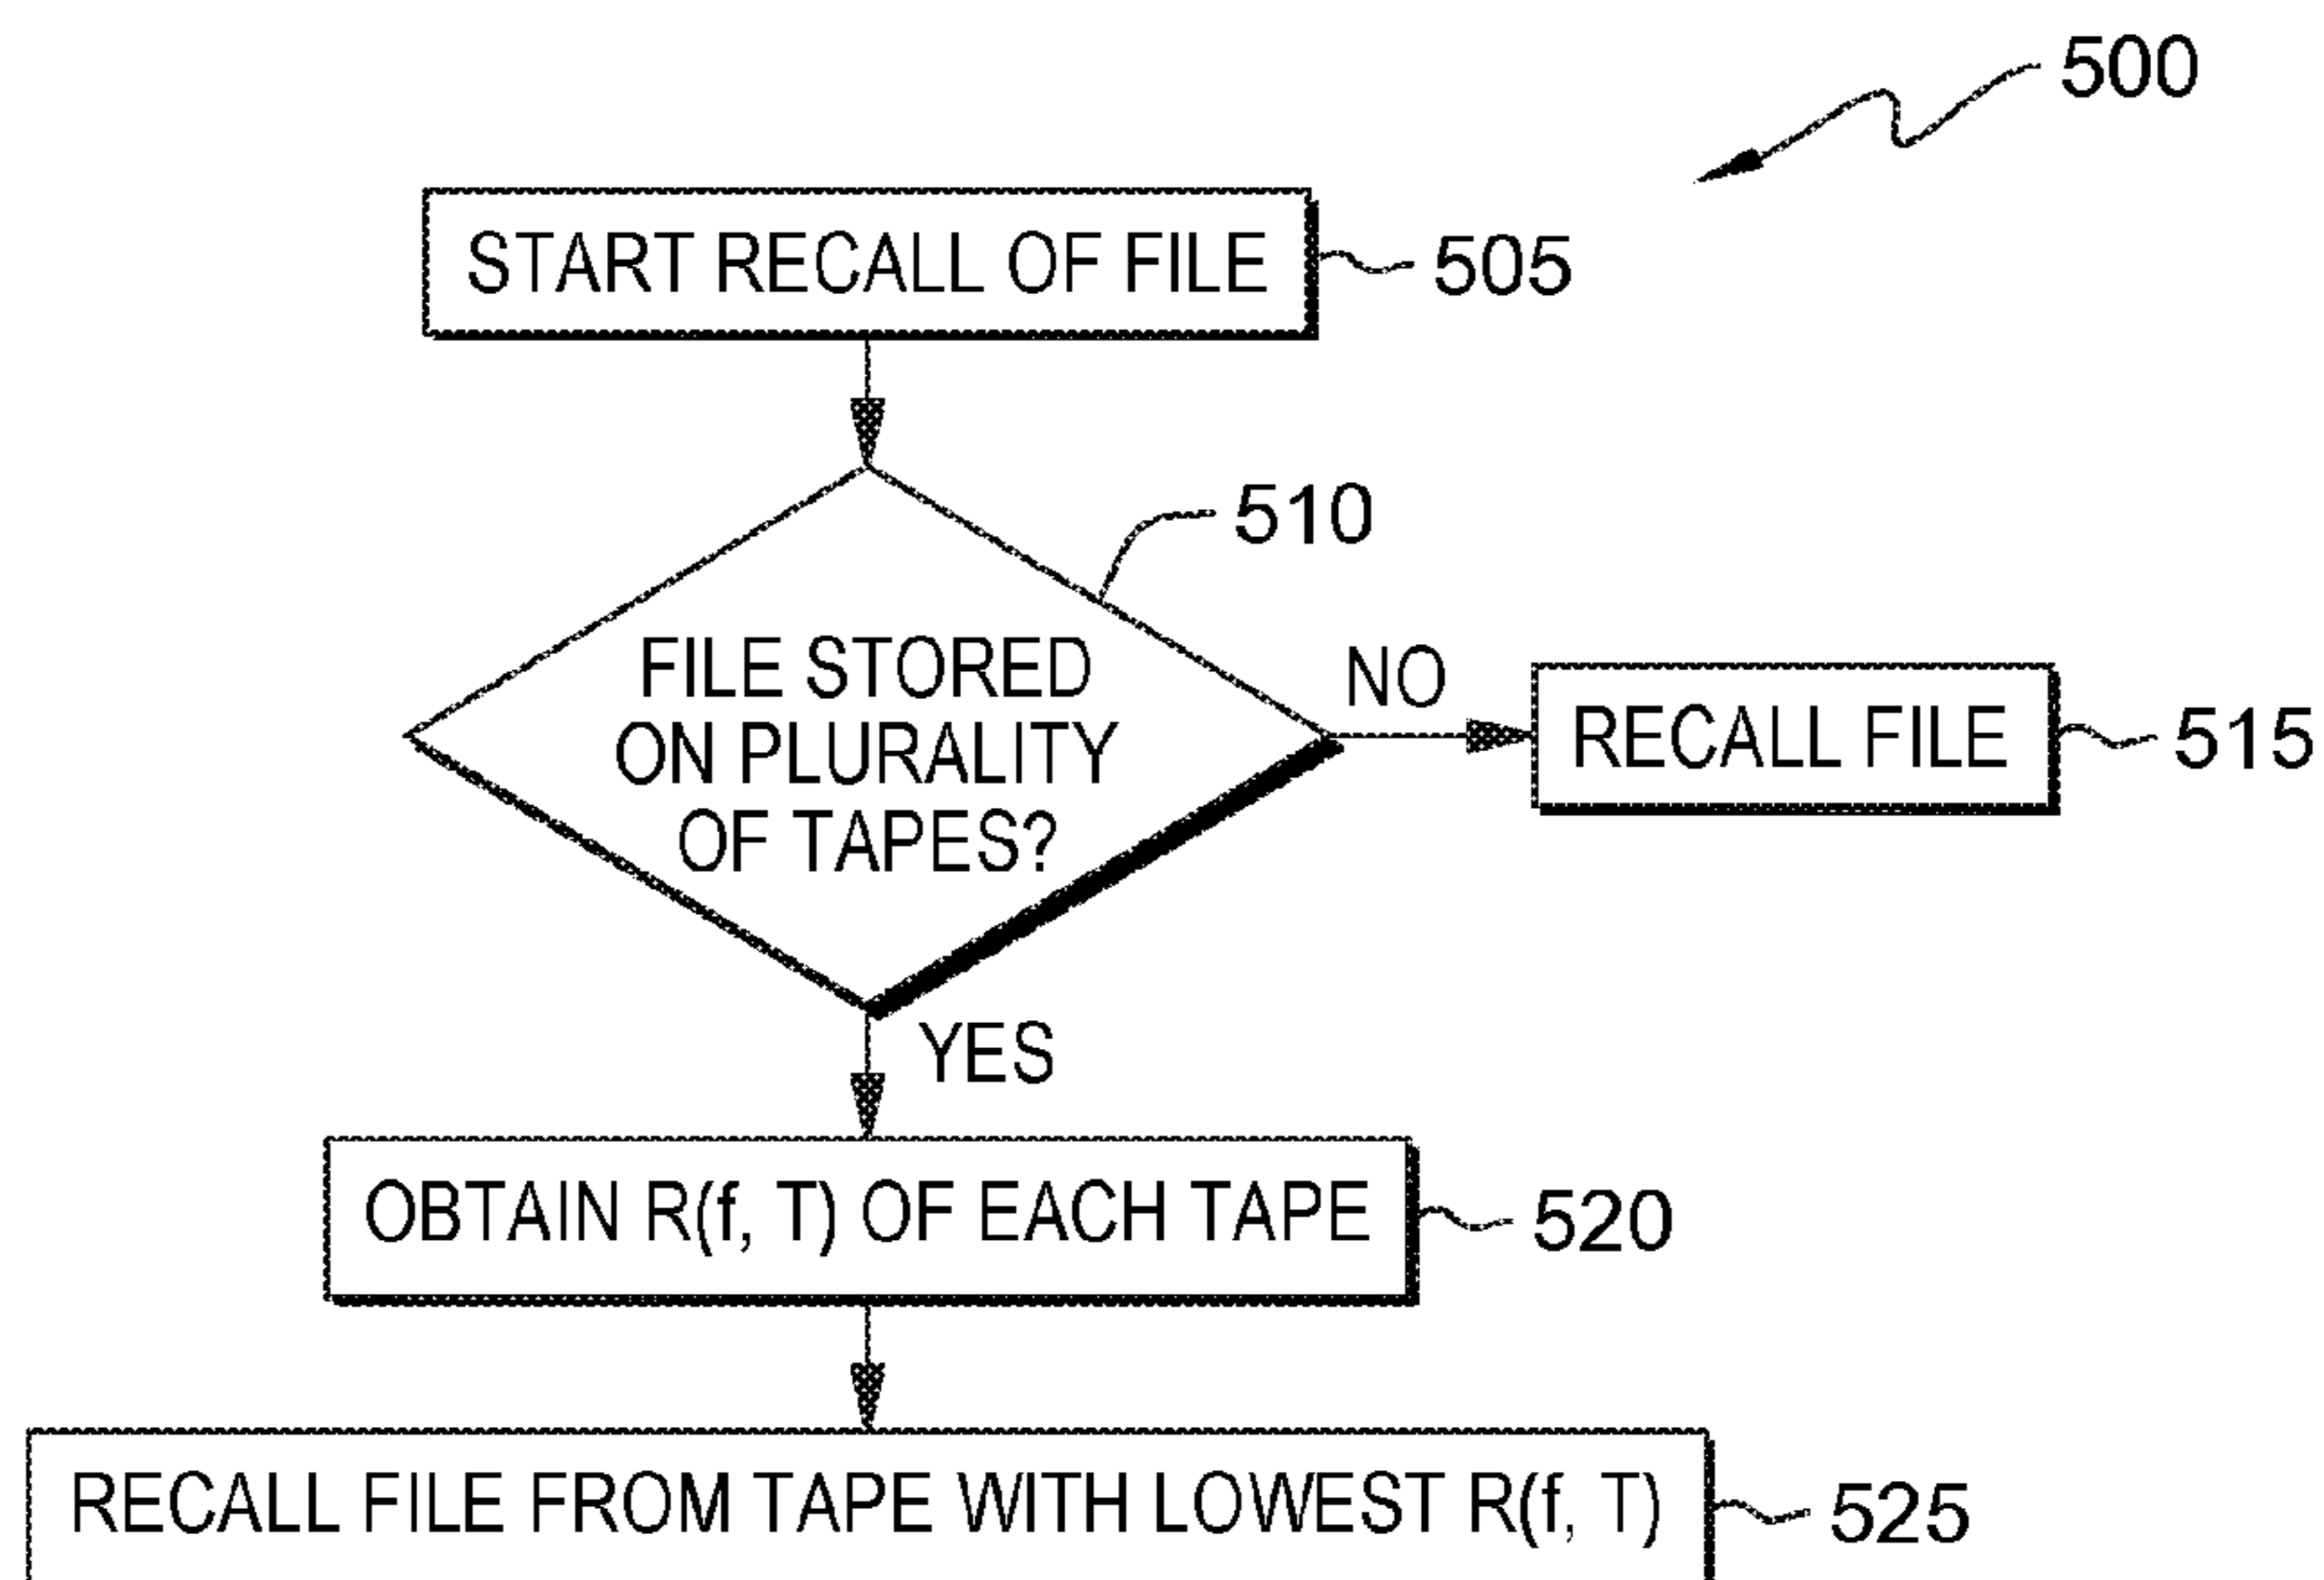 500
START RECALL OF FILE
505
510
FILE STORED
ON PLURALITY
OF TAPES?
NO
RECALL FILE
515
YES
OBTAIN R(f, T) OF EACH TAPE
520
RECALL FILE FROM TAPE WITH LOWEST R(f, T)
525